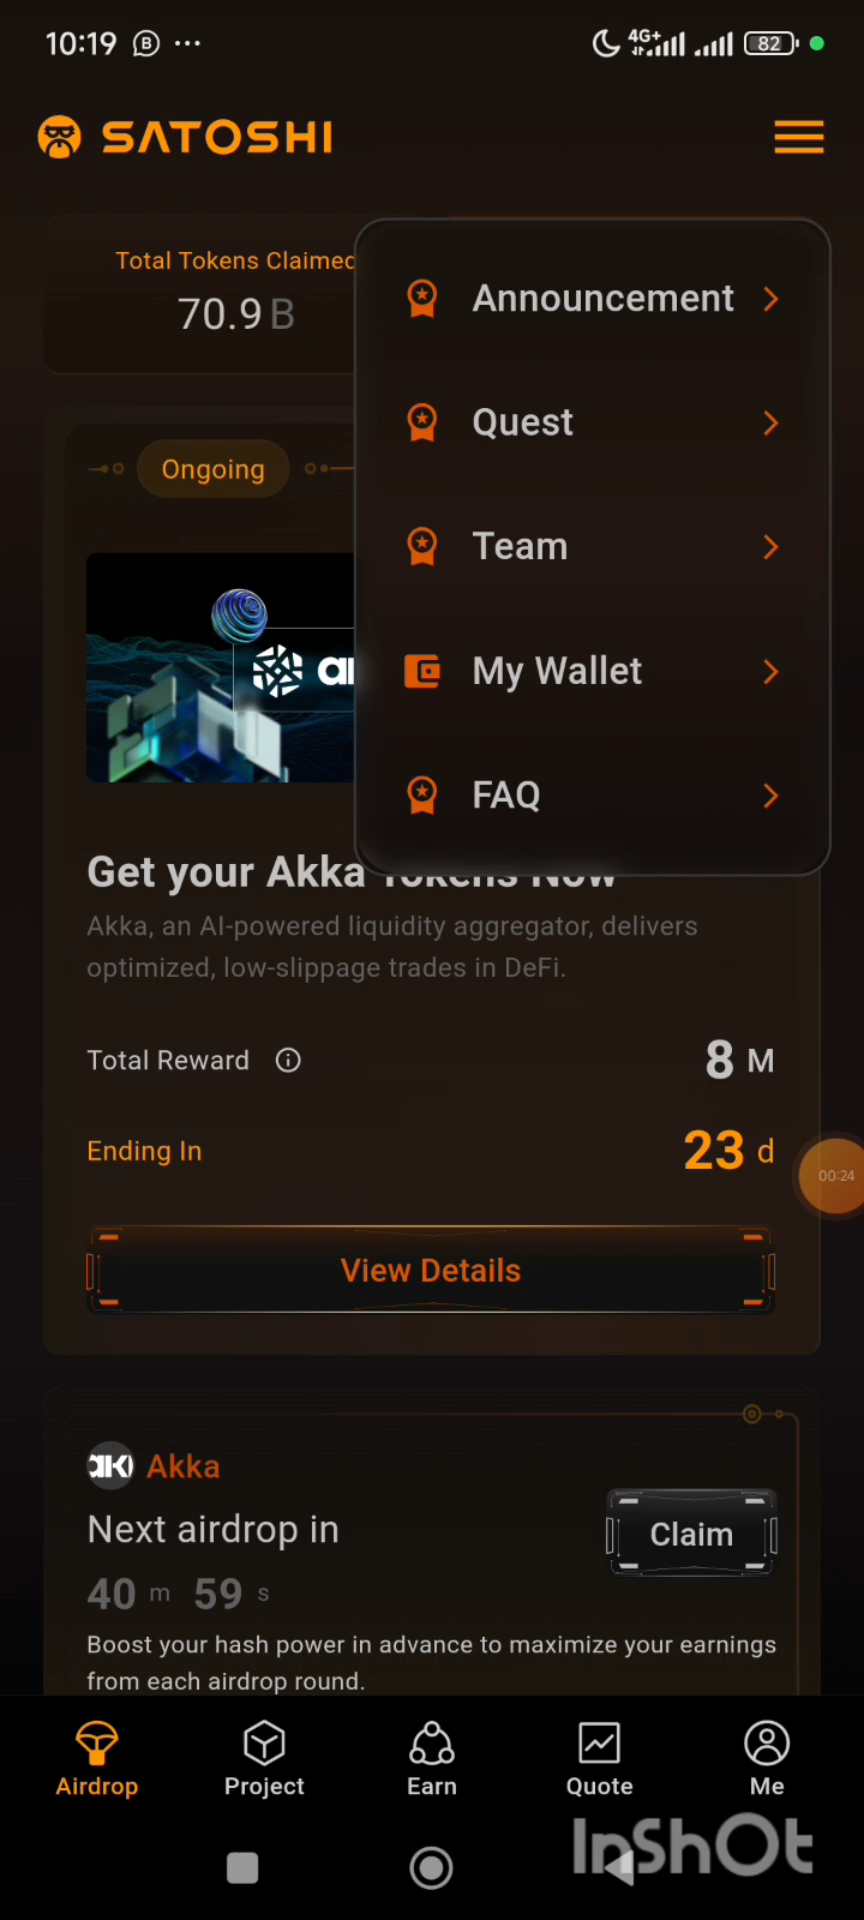 10:19
4G+
82
SATOSHI
Total Tokens Claimed
70.9 B
Announcement
Quest
Team
My Wallet
FAQ
Ongoing
Get your Akka Tokens Now
Akka, an AI-powered liquidity aggregator, delivers
optimized, low-slippage trades in DeFi.
Total Reward
8 M
Ending In
23 d
00:24
View Details
Akka
Next airdrop in
Claim
40 m 59 s
Boost your hash power in advance to maximize your earnings
from each airdrop round.
Airdrop
Project
Earn
Quote
Me
InShOt